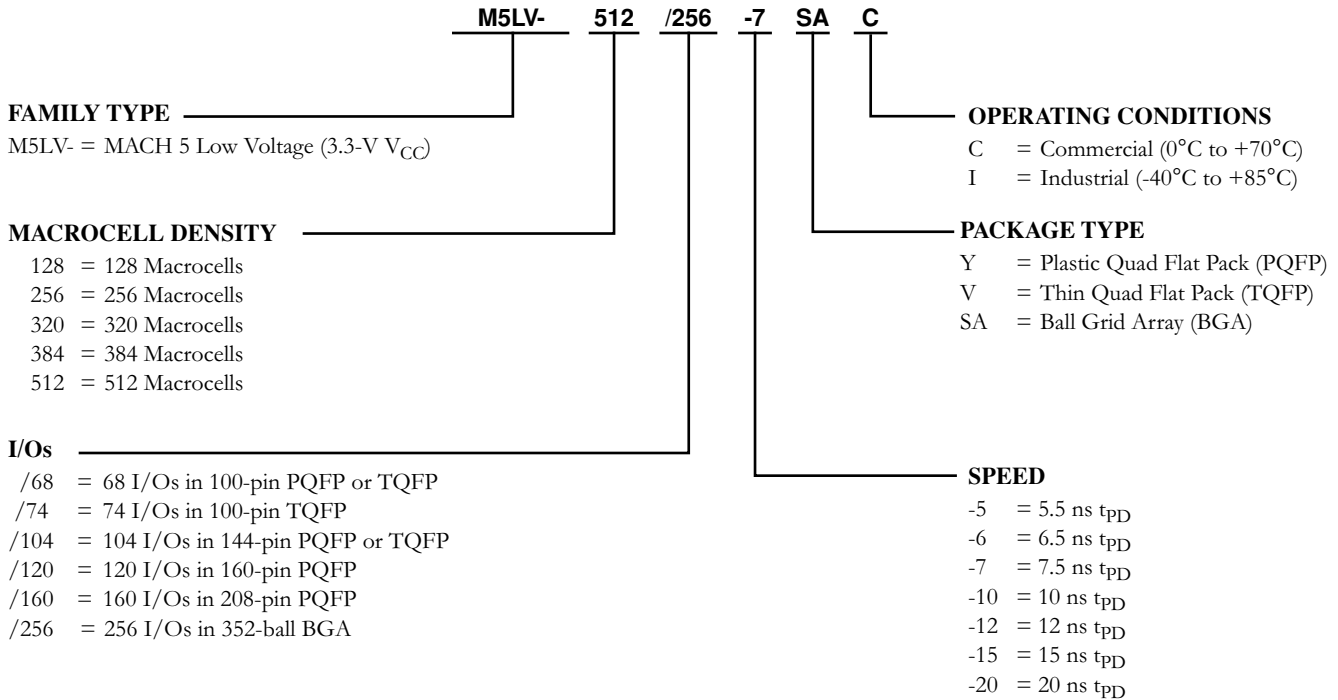 M5LV- 512 /256 -7 SA C
FAMILY TYPE
M5LV- = MACH 5 Low Voltage (3.3-V VCC)
MACROCELL DENSITY
128 = 128 Macrocells
256 = 256 Macrocells
320 = 320 Macrocells
384 = 384 Macrocells
512 = 512 Macrocells
I/Os
/68 = 68 I/Os in 100-pin PQFP or TQFP
/74 = 74 I/Os in 100-pin TQFP
/104 = 104 I/Os in 144-pin PQFP or TQFP
/120 = 120 I/Os in 160-pin PQFP
/160 = 160 I/Os in 208-pin PQFP
/256 = 256 I/Os in 352-ball BGA
OPERATING CONDITIONS
C = Commercial (0°C to +70°C)
I = Industrial (-40°C to +85°C)
PACKAGE TYPE
Y = Plastic Quad Flat Pack (PQFP)
V = Thin Quad Flat Pack (TQFP)
SA = Ball Grid Array (BGA)
SPEED
-5 = 5.5 ns tPD
-6 = 6.5 ns tPD
-7 = 7.5 ns tPD
-10 = 10 ns tPD
-12 = 12 ns tPD
-15 = 15 ns tPD
-20 = 20 ns tPD